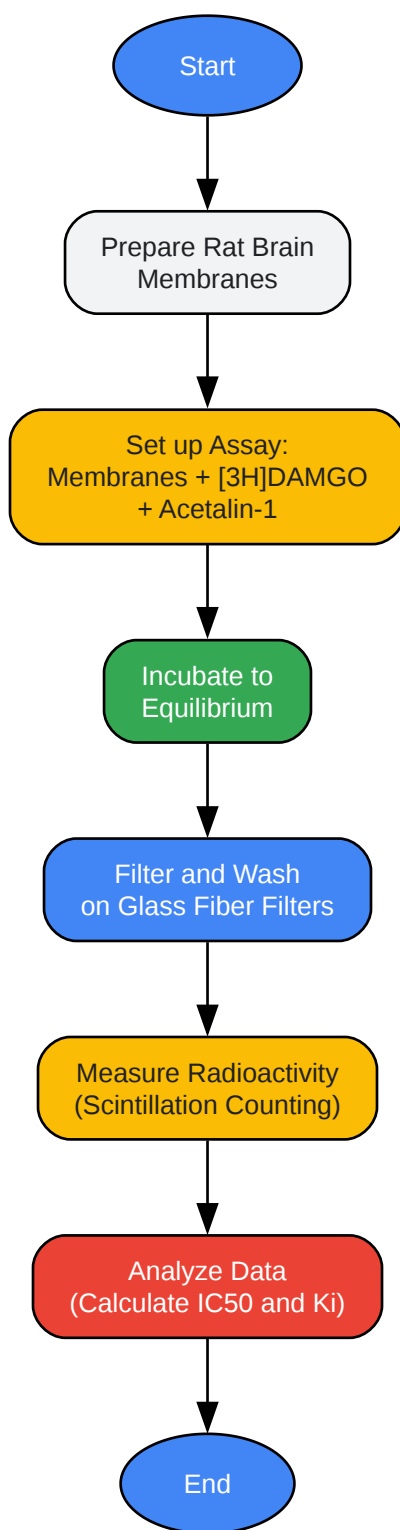 Start
Prepare Rat Brain
Membranes
Set up Assay:
Membranes + [3H]DAMGO
+ Acetalin-1
Incubate to
Equilibrium
Filter and Wash
on Glass Fiber Filters
Measure Radioactivity
(Scintillation Counting)
Analyze Data
(Calculate IC50 and Ki)
End